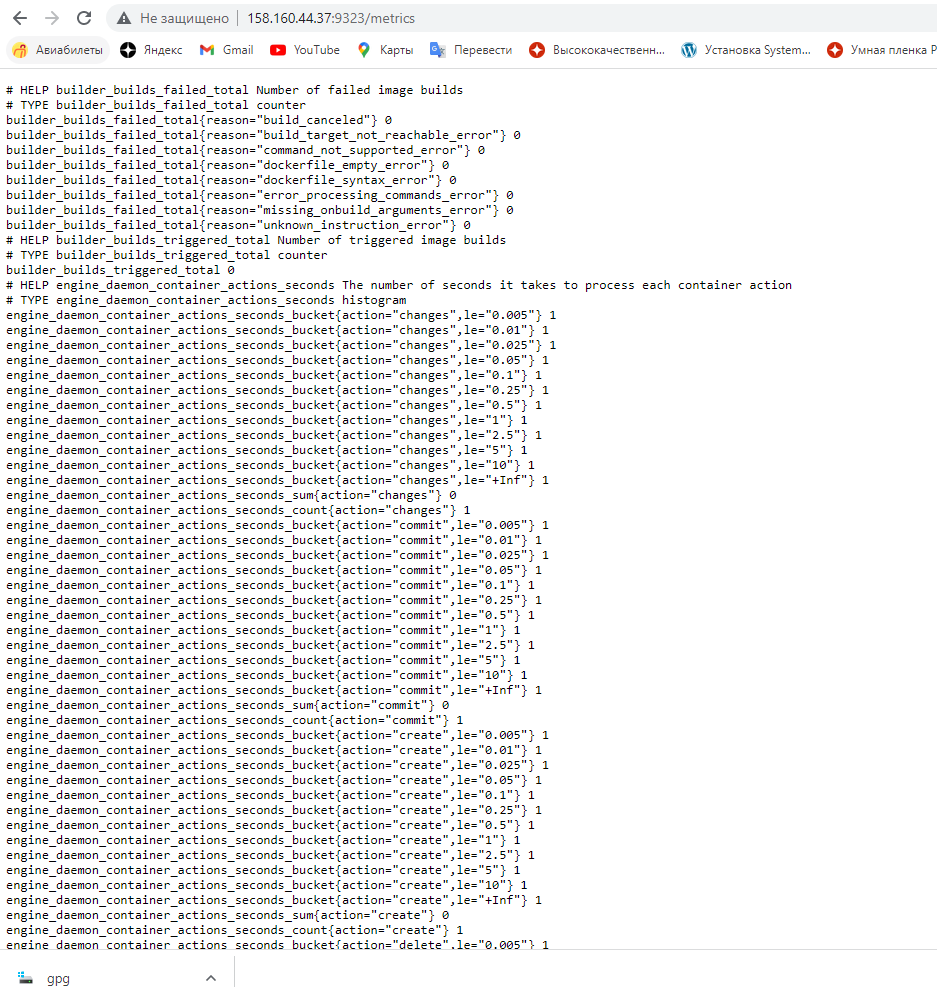 Не защищено 158.160.44.37:9323/metrics
Авиабилеты Яндекс Gmail YouTube Карты Перевести Высококачественн... Установка System... Умная пленка P
# HELP builder_builds_failed_total Number of failed image builds
# TYPE builder_builds_failed_total counter
builder_builds_failed_total{reason="build_canceled"} 0
builder_builds_failed_total{reason="build_target_not_reachable_error"} 0
builder_builds_failed_total{reason="command_not_supported_error"} 0
builder_builds_failed_total{reason="dockerfile_empty_error"} 0
builder_builds_failed_total{reason="dockerfile_syntax_error"} 0
builder_builds_failed_total{reason="error_processing_commands_error"} 0
builder_builds_failed_total{reason="missing_onbuild_arguments_error"} 0
builder_builds_failed_total{reason="unknown_instruction_error"} 0
# HELP builder_builds_triggered_total Number of triggered image builds
# TYPE builder_builds_triggered_total counter
builder_builds_triggered_total 0
# HELP engine_daemon_container_actions_seconds The number of seconds it takes to process each container action
# TYPE engine_daemon_container_actions_seconds histogram
engine_daemon_container_actions_seconds_bucket{action="changes",le="0.005"} 1
engine_daemon_container_actions_seconds_bucket{action="changes",le="0.01"} 1
engine_daemon_container_actions_seconds_bucket{action="changes",le="0.025"} 1
engine_daemon_container_actions_seconds_bucket{action="changes",le="0.05"} 1
engine_daemon_container_actions_seconds_bucket{action="changes",le="0.1"} 1
engine_daemon_container_actions_seconds_bucket{action="changes",le="0.25"} 1
engine_daemon_container_actions_seconds_bucket{action="changes",le="0.5"} 1
engine_daemon_container_actions_seconds_bucket{action="changes",le="1"} 1
engine_daemon_container_actions_seconds_bucket{action="changes",le="2.5"} 1
engine_daemon_container_actions_seconds_bucket{action="changes",le="5"} 1
engine_daemon_container_actions_seconds_bucket{action="changes",le="10"} 1
engine_daemon_container_actions_seconds_bucket{action="changes",le="+Inf"} 1
engine_daemon_container_actions_seconds_sum{action="changes"} 0
engine_daemon_container_actions_seconds_count{action="changes"} 1
engine_daemon_container_actions_seconds_bucket{action="commit",le="0.005"} 1
engine_daemon_container_actions_seconds_bucket{action="commit",le="0.01"} 1
engine_daemon_container_actions_seconds_bucket{action="commit",le="0.025"} 1
engine_daemon_container_actions_seconds_bucket{action="commit",le="0.05"} 1
engine_daemon_container_actions_seconds_bucket{action="commit",le="0.1"} 1
engine_daemon_container_actions_seconds_bucket{action="commit",le="0.25"} 1
engine_daemon_container_actions_seconds_bucket{action="commit",le="0.5"} 1
engine_daemon_container_actions_seconds_bucket{action="commit",le="1"} 1
engine_daemon_container_actions_seconds_bucket{action="commit",le="2.5"} 1
engine_daemon_container_actions_seconds_bucket{action="commit",le="5"} 1
engine_daemon_container_actions_seconds_bucket{action="commit",le="10"} 1
engine_daemon_container_actions_seconds_bucket{action="commit",le="+Inf"} 1
engine_daemon_container_actions_seconds_sum{action="commit"} 0
engine_daemon_container_actions_seconds_count{action="commit"} 1
engine_daemon_container_actions_seconds_bucket{action="create",le="0.005"} 1
engine_daemon_container_actions_seconds_bucket{action="create",le="0.01"} 1
engine_daemon_container_actions_seconds_bucket{action="create",le="0.025"} 1
engine_daemon_container_actions_seconds_bucket{action="create",le="0.05"} 1
engine_daemon_container_actions_seconds_bucket{action="create",le="0.1"} 1
engine_daemon_container_actions_seconds_bucket{action="create",le="0.25"} 1
engine_daemon_container_actions_seconds_bucket{action="create",le="0.5"} 1
engine_daemon_container_actions_seconds_bucket{action="create",le="1"} 1
engine_daemon_container_actions_seconds_bucket{action="create",le="2.5"} 1
engine_daemon_container_actions_seconds_bucket{action="create",le="5"} 1
engine_daemon_container_actions_seconds_bucket{action="create",le="10"} 1
engine_daemon_container_actions_seconds_bucket{action="create",le="+Inf"} 1
engine_daemon_container_actions_seconds_sum{action="create"} 0
engine_daemon_container_actions_seconds_count{action="create"} 1
engine_daemon_container_actions_seconds_bucket{action="delete",le="0.005"} 1
gpg